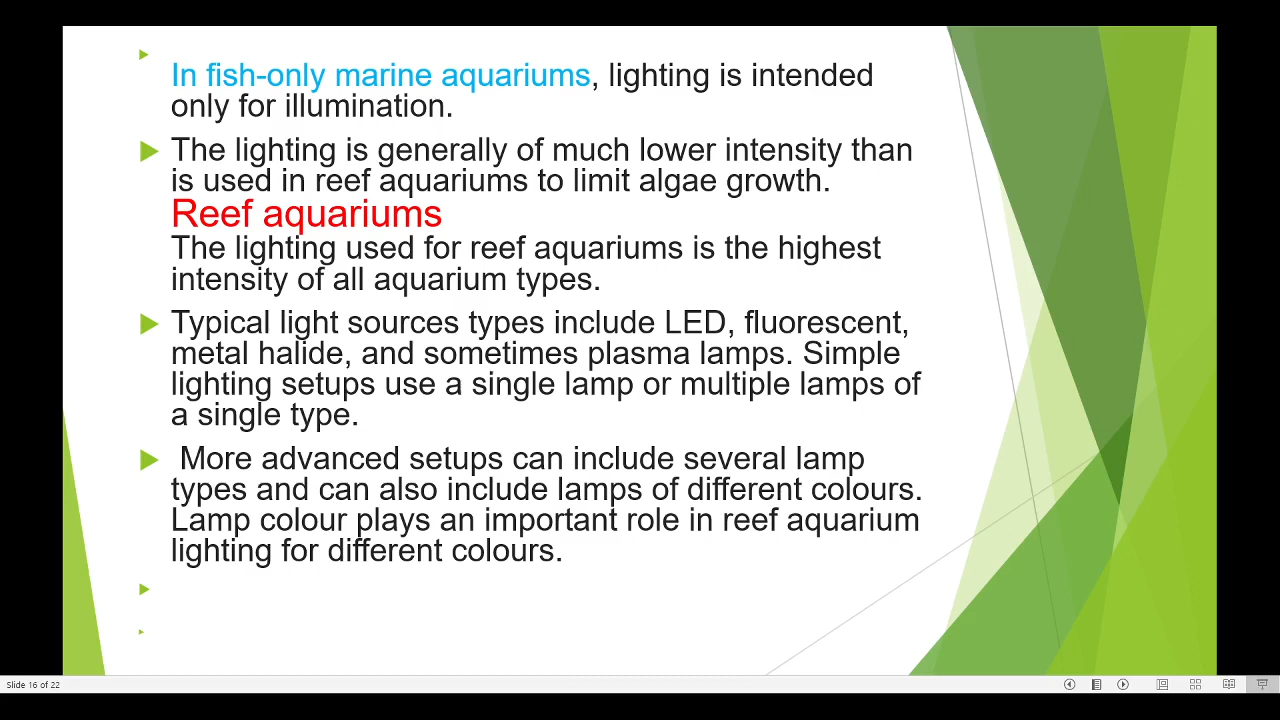 In fish-only marine aquariums, lighting is intended
only for illumination.
The lighting is generally of much lower intensity than
is used in reef aquariums to limit algae growth.
Reef aquariums
The lighting used for reef aquariums is the highest
intensity of all aquarium types.
Typical light sources types include LED, fluorescent,
metal halide, and sometimes plasma lamps. Simple
lighting setups use a single lamp or multiple lamps of
a single type.
More advanced setups can include several lamp
types and can also include lamps of different colours.
Lamp colour plays an important role in reef aquarium
lighting for different colours.
Slide 16 of 22